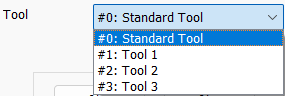 Tool #0: Standard Tool
#0: Standard Tool
#1: Tool 1
#2: Tool 2
#3: Tool 3